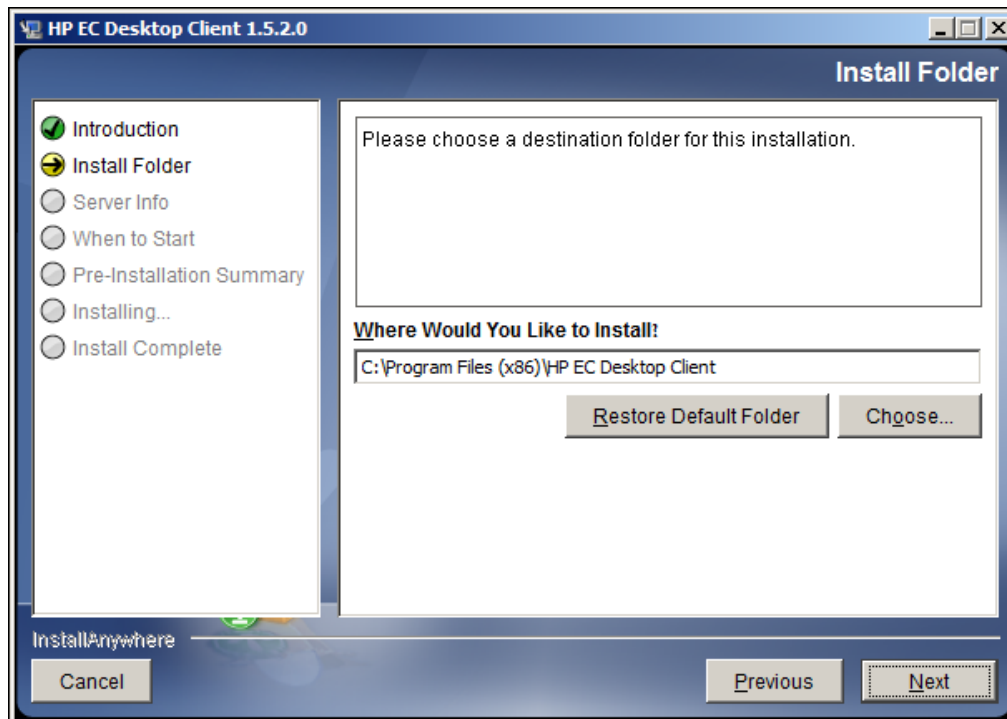 HP EC Desktop Client 1.5.2.0
Install Folder
Introduction
Install Folder
Server Info
When to Start
Pre-Installation Summary
Installing...
Install Complete
Please choose a destination folder for this installation.
Where Would You Like to Install?
C:\Program Files (x86)\HP EC Desktop Client
Restore Default Folder
Choose...
InstallAnywhere
Cancel
Previous
Next